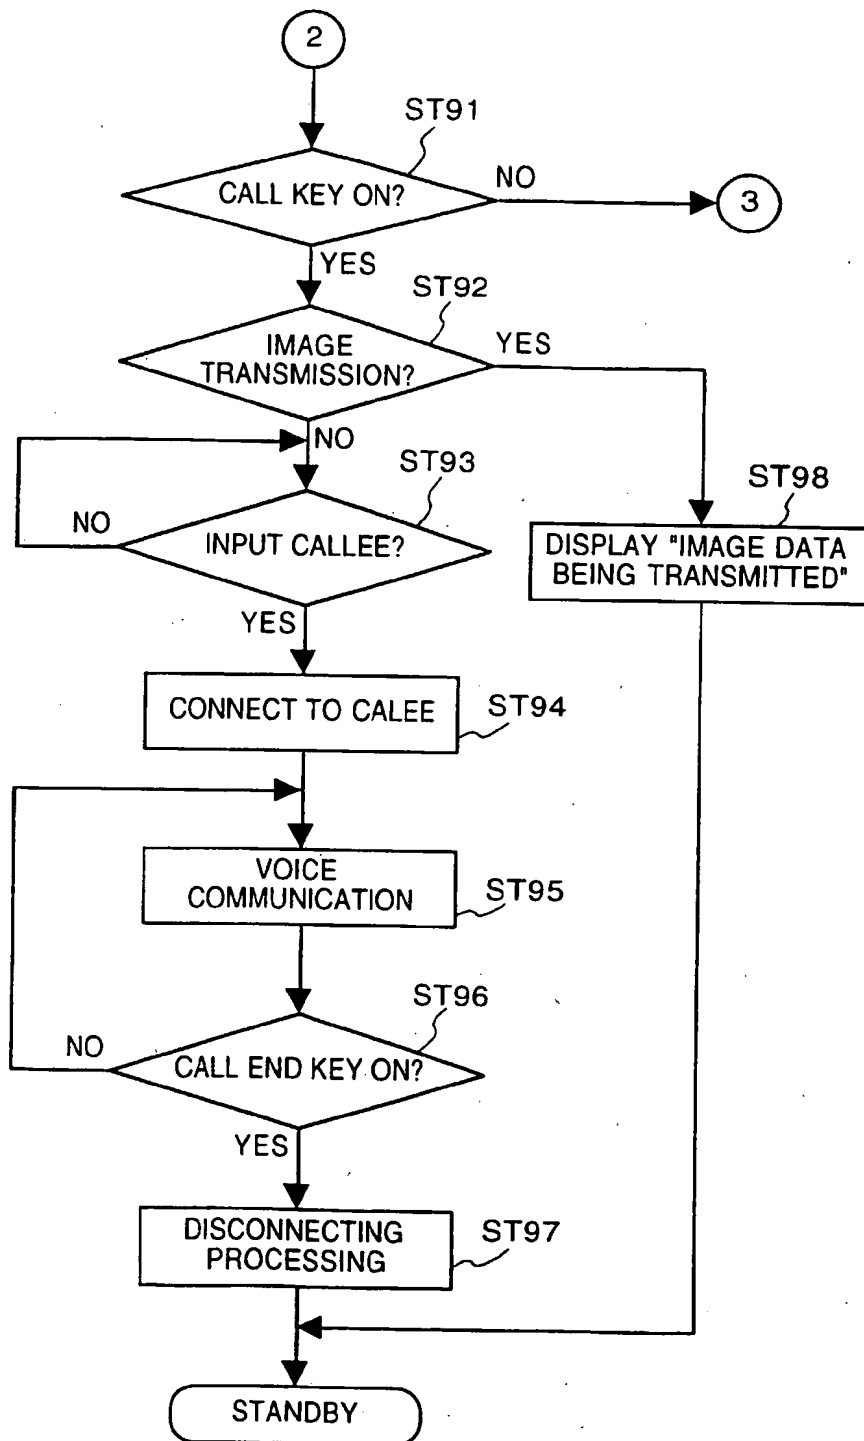 2
ST91
CALL KEY ON?
NO
3
YES
ST92
IMAGE
TRANSMISSION?
YES
NO
ST93
NO
INPUT CALLEE?
YES
ST98
DISPLAY "IMAGE DATA
BEING TRANSMITTED"
CONNECT TO CALEE
ST94
VOICE
COMMUNICATION
ST95
ST96
NO
CALL END KEY ON?
YES
DISCONNECTING
PROCESSING
ST97
STANDBY